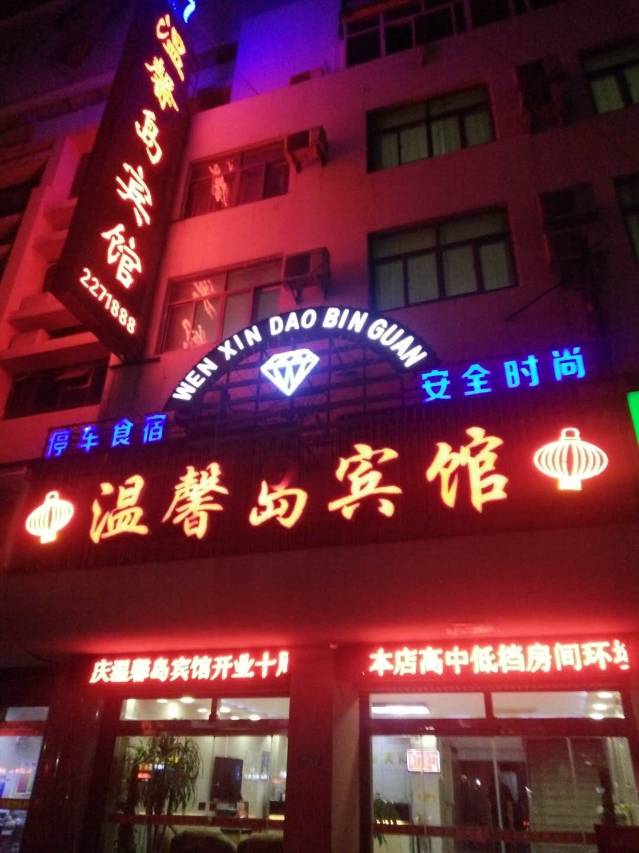 温馨岛宾馆
2271888
WEN XIN DAO BIN GUAN
停车食宿
安全时尚
温馨岛宾馆
庆温馨岛宾馆开业十周
本店高中低档房间环境